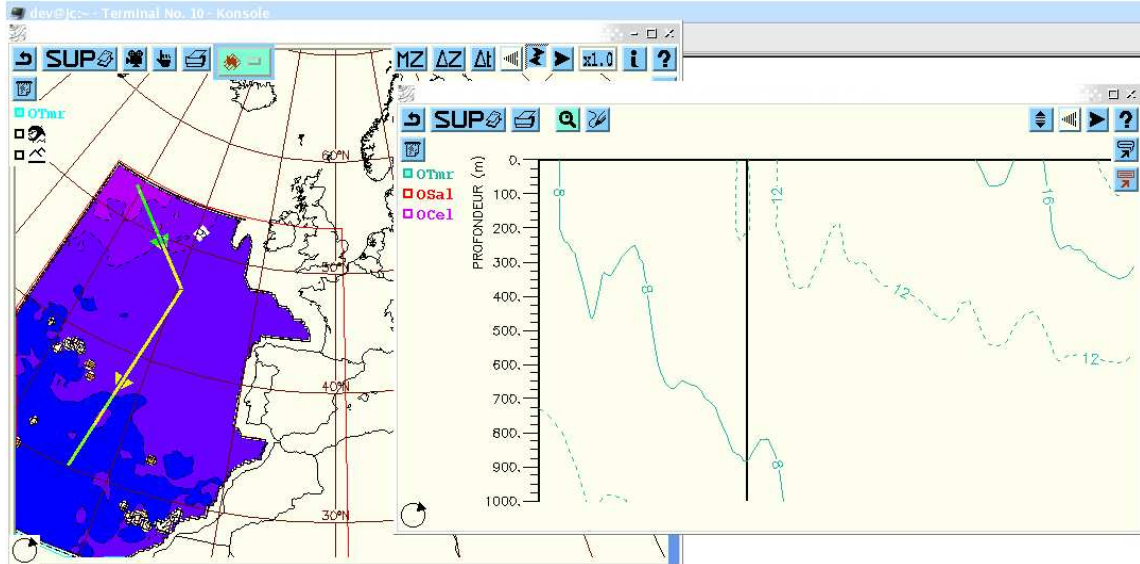 dev@jc:~ - Terminal No. 10 - Konsole
SUP
MZ ΔZ Δt x1.0 i ?
OTmr
60°N
50°N
40°N
30°N
SUP ?
OTmr
OSal
OCel
PROFONDEUR (m)
0.
100.
200.
300.
400.
500.
600.
700.
800.
900.
1000.
8
8
8
12
12
12
16